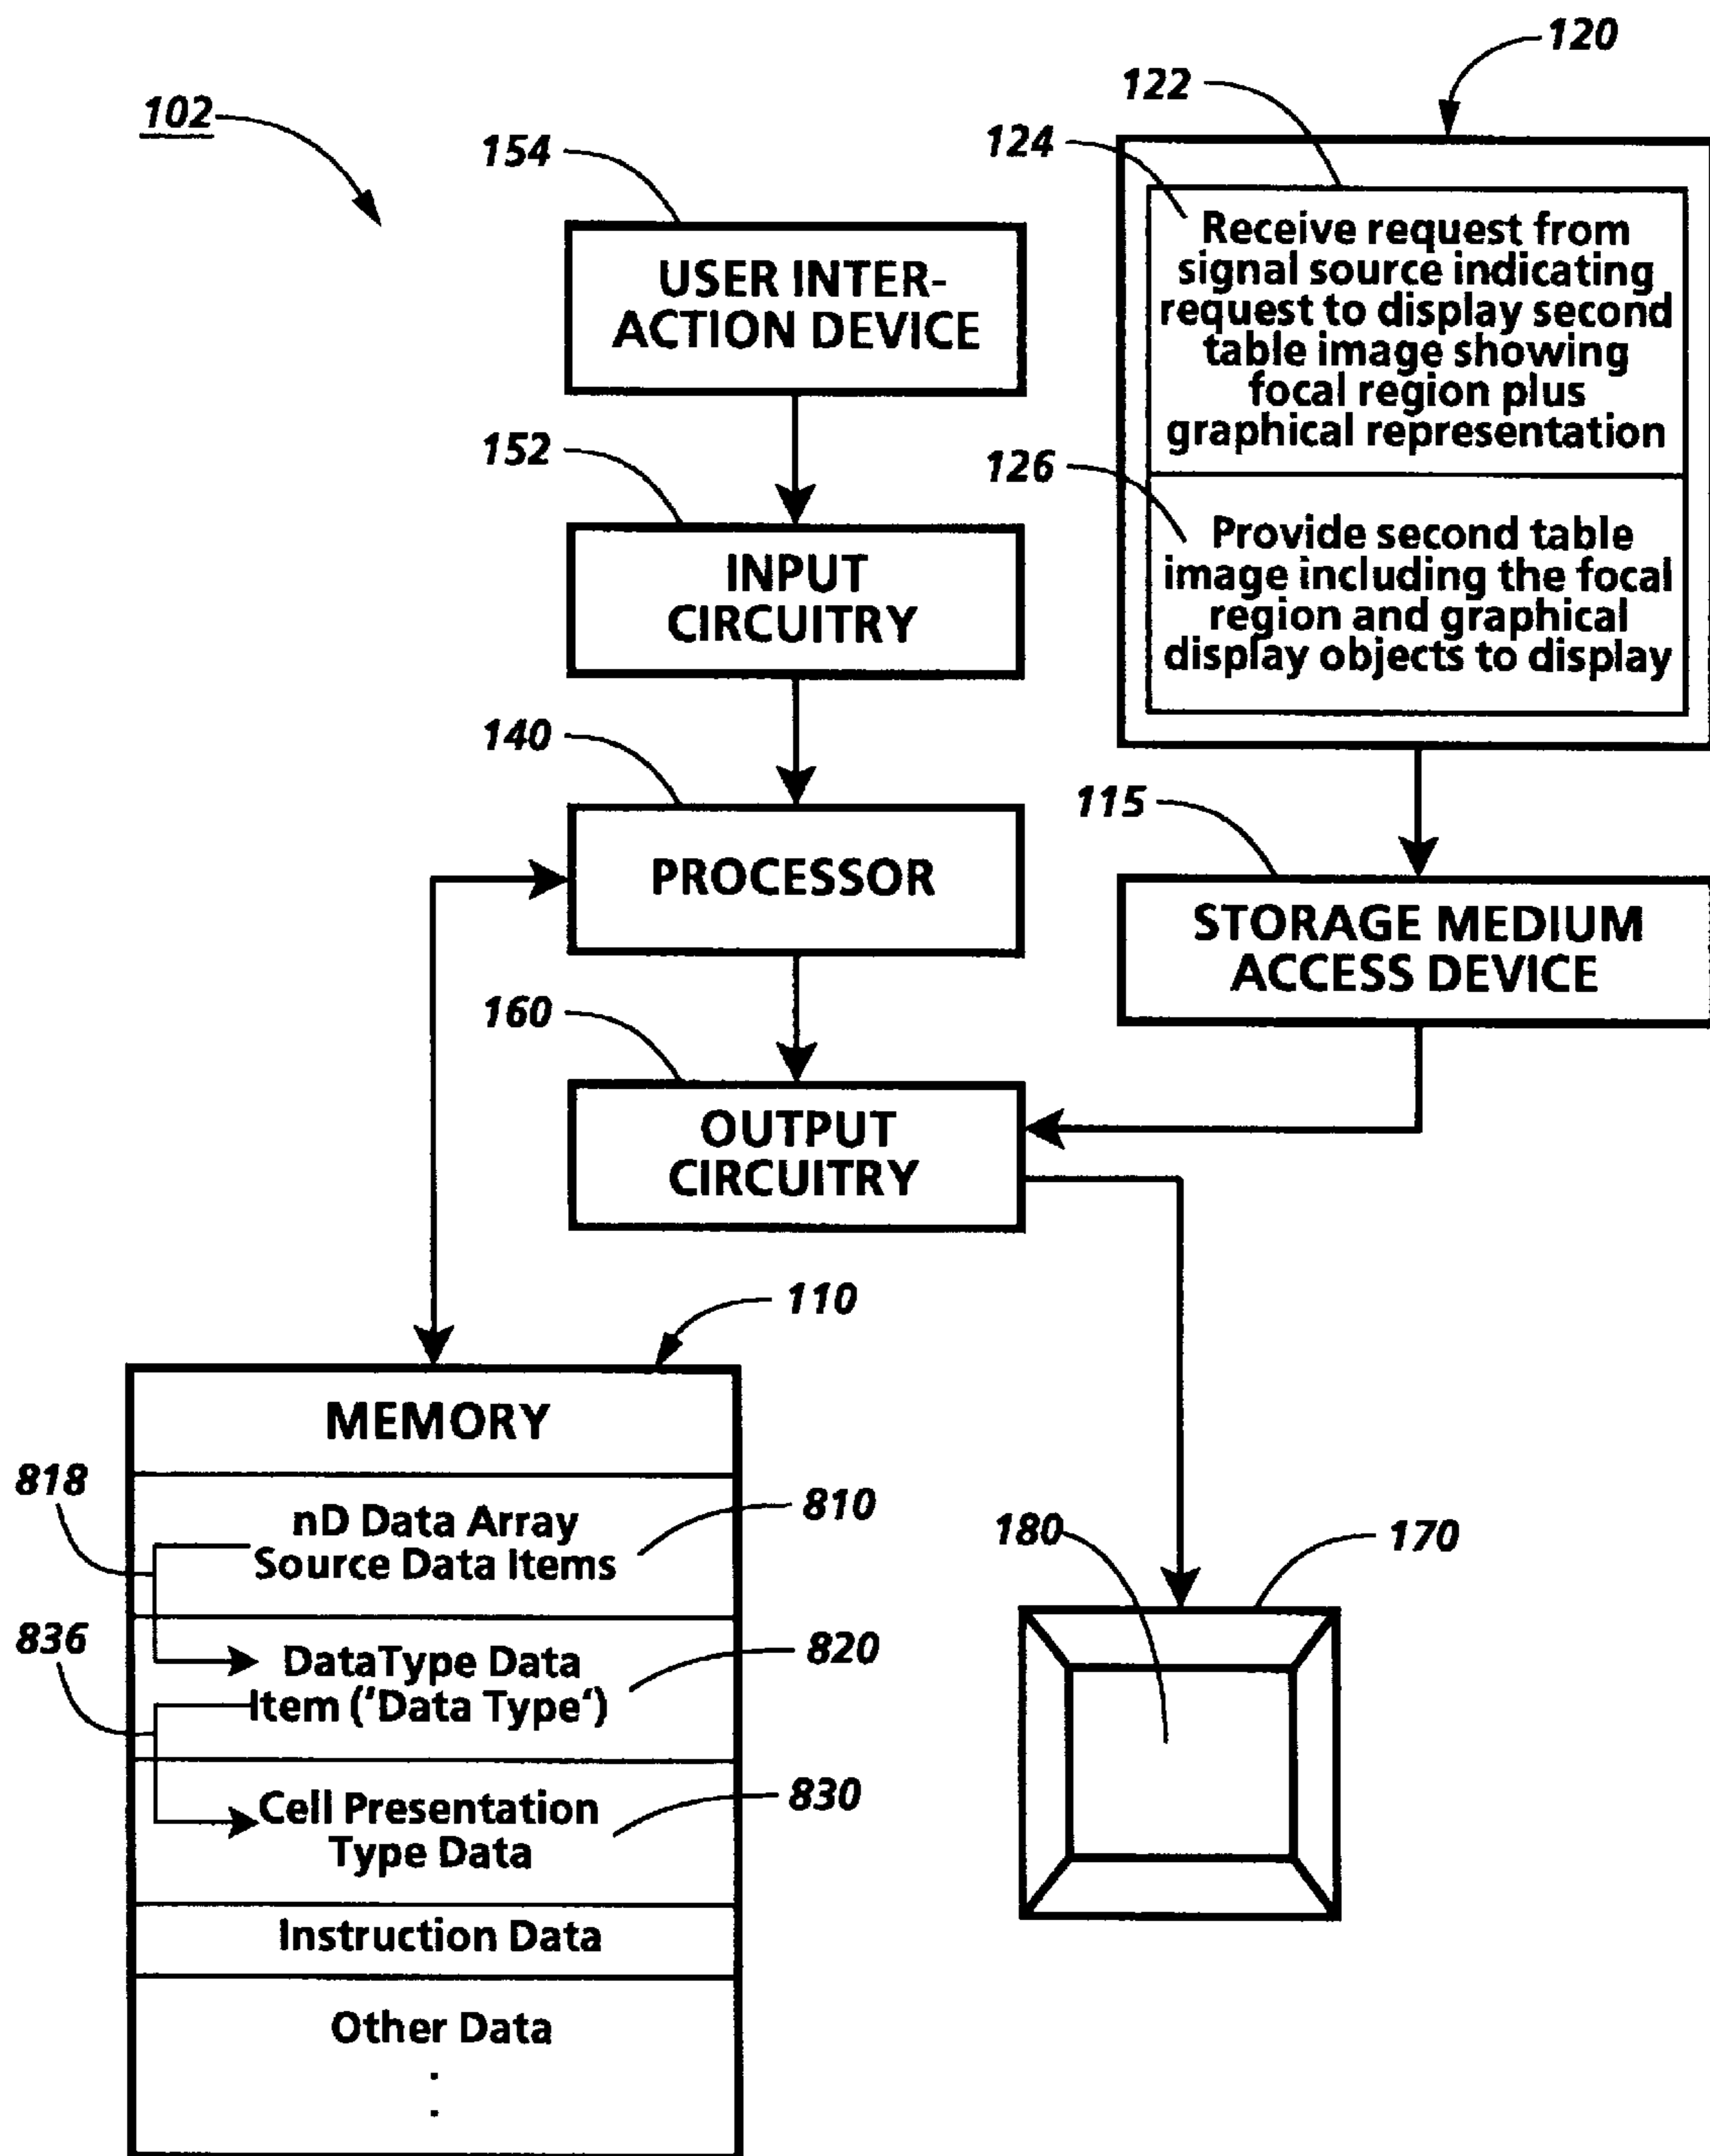 120
122
102
124
154
Receive request from
signal source indicating
request to display second
table image showing
focal region plus
graphical representation
USER INTER-
ACTION DEVICE
152
126
Provide second table
image including the focal
region and graphical
display objects to display
INPUT
CIRCUITRY
140
115
PROCESSOR
STORAGE MEDIUM
ACCESS DEVICE
160
OUTPUT
CIRCUITRY
110
MEMORY
818
nD Data Array
Source Data Items
810
180
170
836
DataType Data
Item ('Data Type')
820
Cell Presentation
Type Data
830
Instruction Data
Other Data
.
.